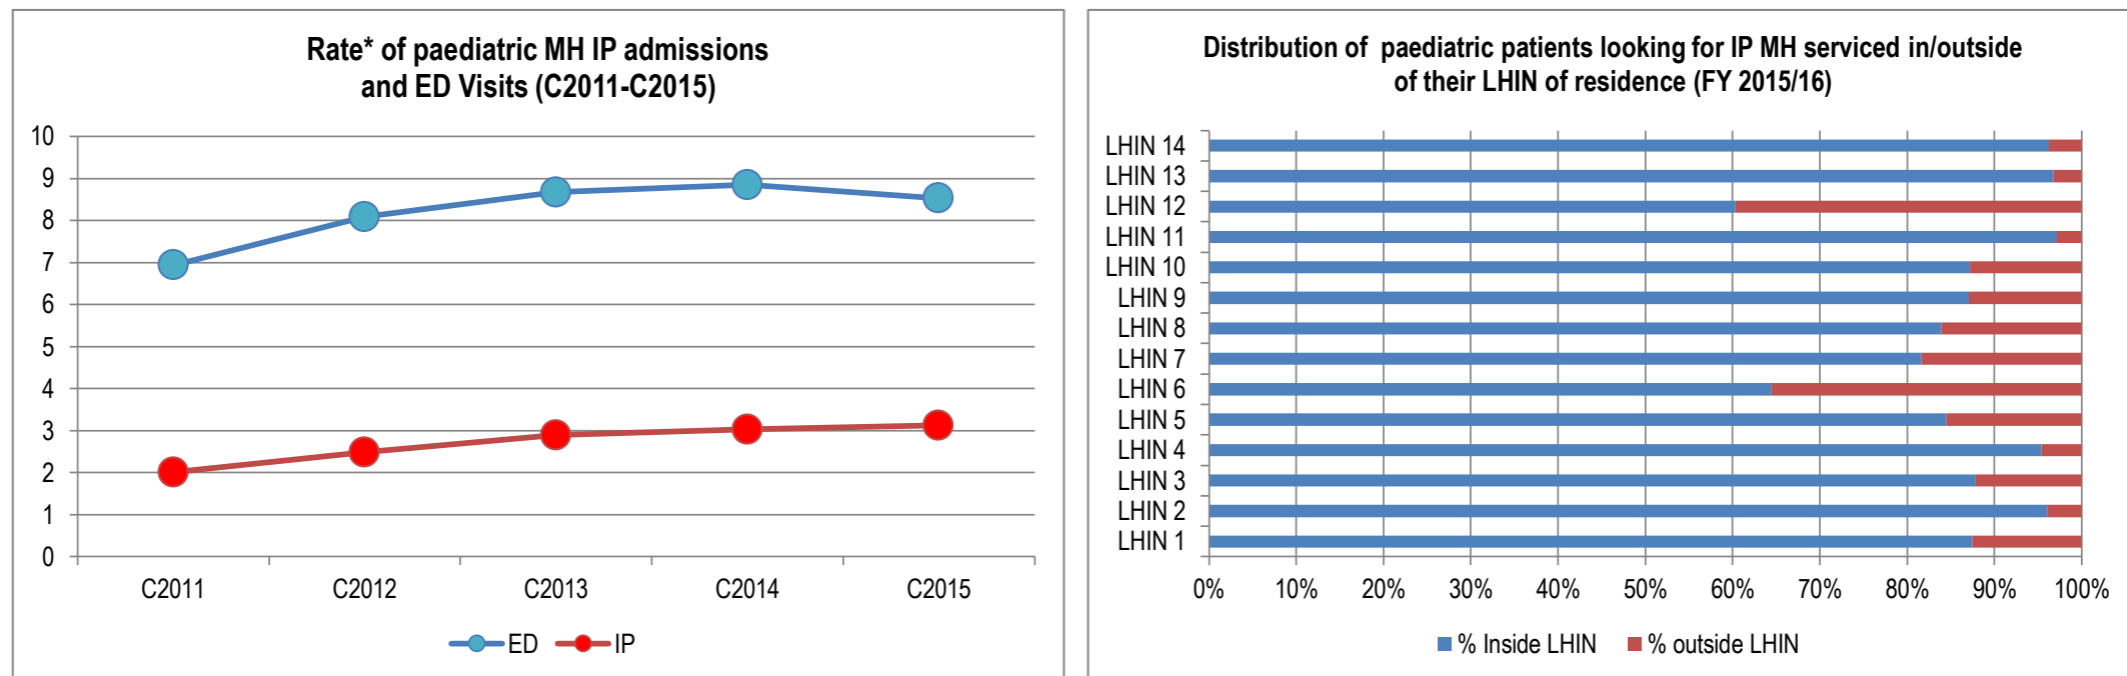 Rate* of paediatric MH IP admissions
and ED Visits (C2011-C2015)
10
9
8
7
6
5
4
3
2
1
0
C2011 C2012 C2013 C2014 C2015
ED IP
Distribution of paediatric patients looking for IP MH serviced in/outside
of their LHIN of residence (FY 2015/16)
LHIN 14
LHIN 13
LHIN 12
LHIN 11
LHIN 10
LHIN 9
LHIN 8
LHIN 7
LHIN 6
LHIN 5
LHIN 4
LHIN 3
LHIN 2
LHIN 1
0% 10% 20% 30% 40% 50% 60% 70% 80% 90% 100%
% Inside LHIN % outside LHIN